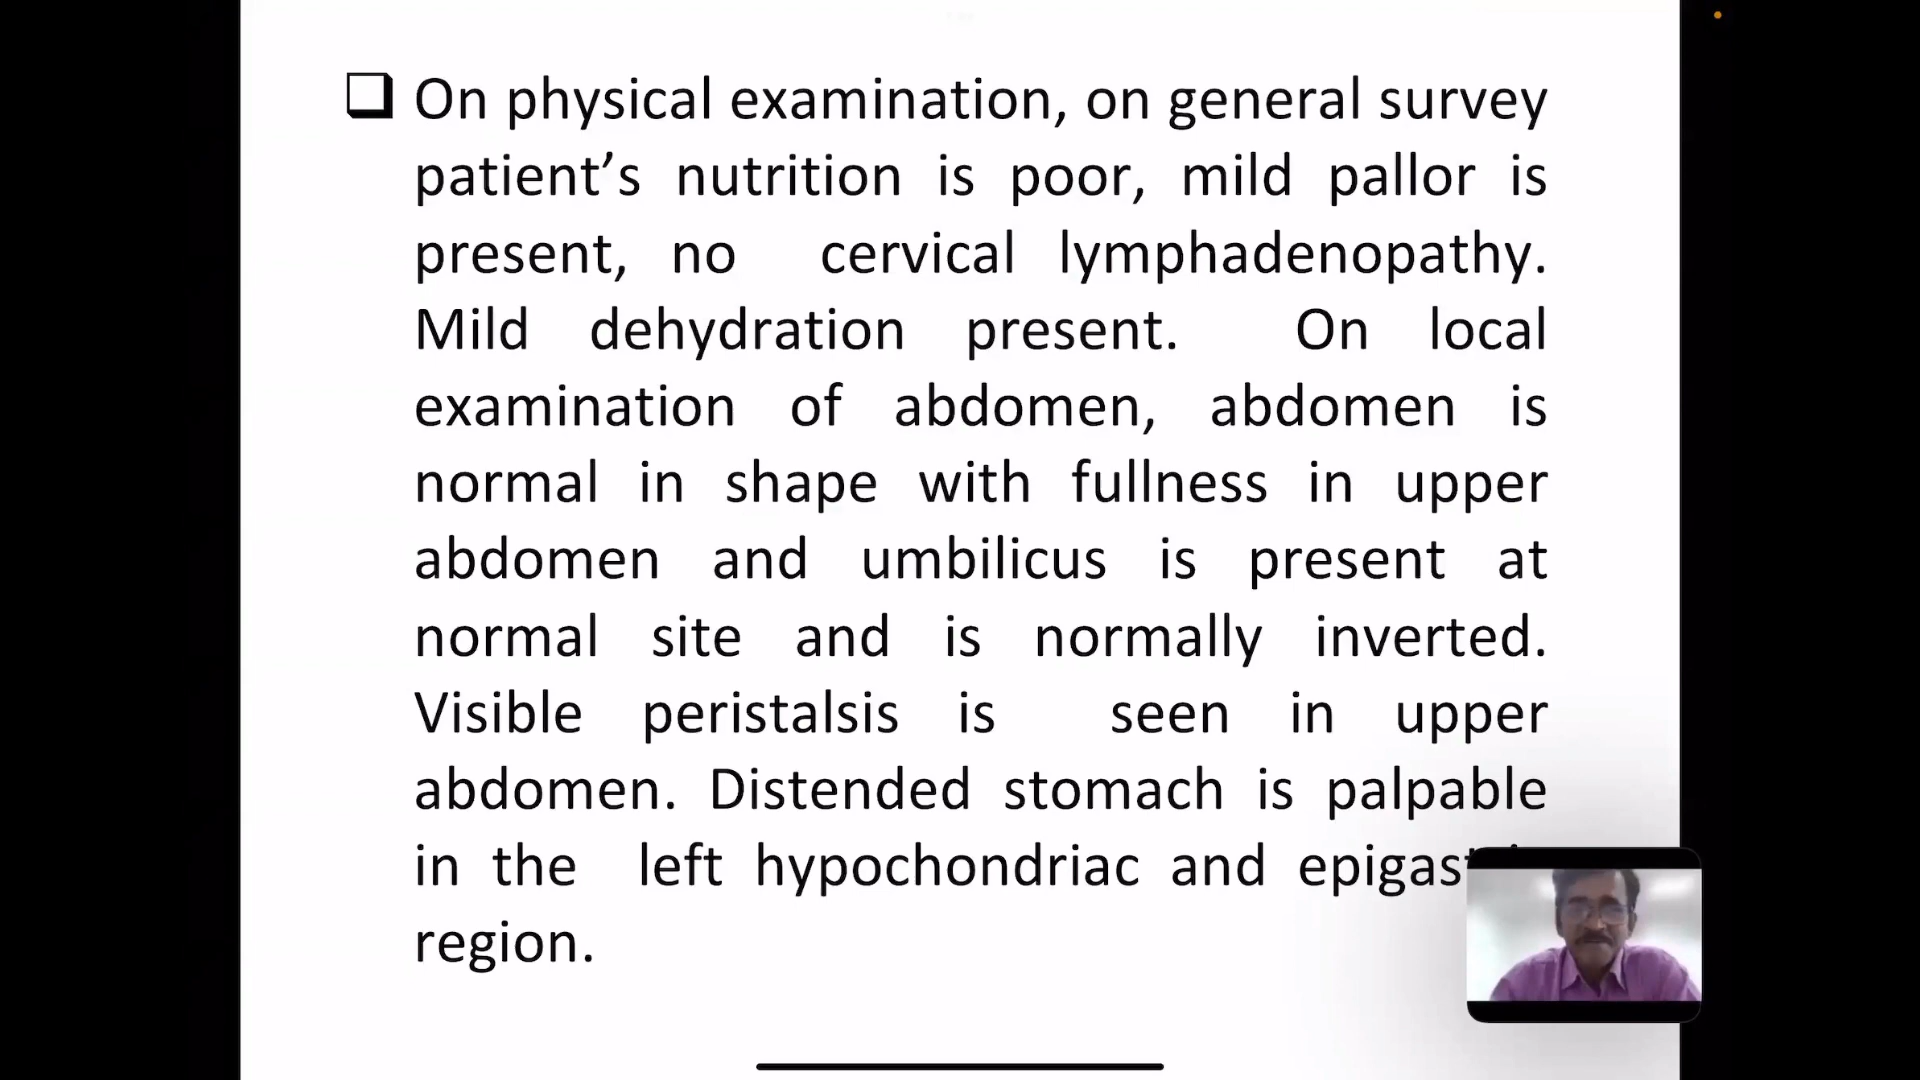 On physical examination, on general survey
patient’s nutrition is poor, mild pallor is
present, no cervical lymphadenopathy.
Mild dehydration present. On local
examination of abdomen, abdomen is
normal in shape with fullness in upper
abdomen and umbilicus is present at
normal site and is normally inverted.
Visible peristalsis is seen in upper
abdomen. Distended stomach is palpable
in the left hypochondriac and
region.